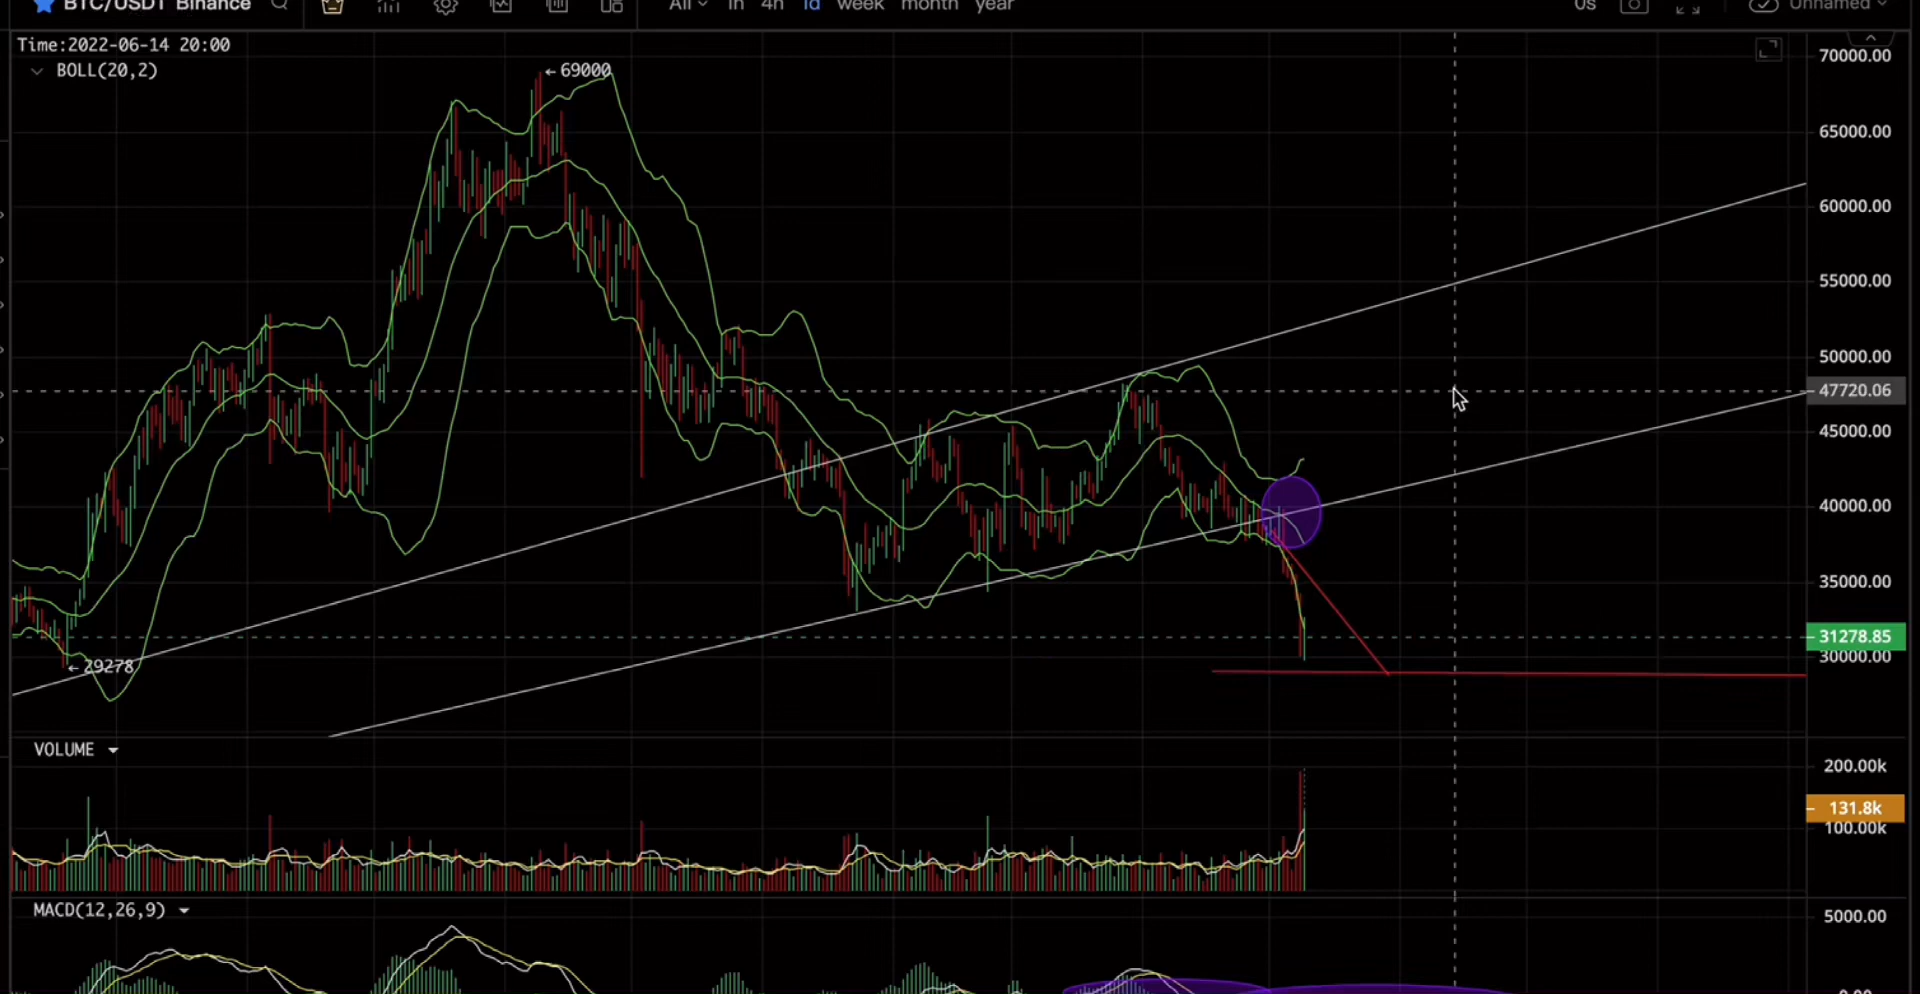 BTC/USDT Binance All 1h 4h 1d week month year 0s Unnamed
Time:2022-06-14 20:00
BOLL(20,2)
←69000
←29278
70000.00
65000.00
60000.00
55000.00
50000.00
47720.06
45000.00
40000.00
35000.00
31278.85
30000.00
VOLUME
200.00k
131.8k
100.00k
MACD(12,26,9)
5000.00
0.00